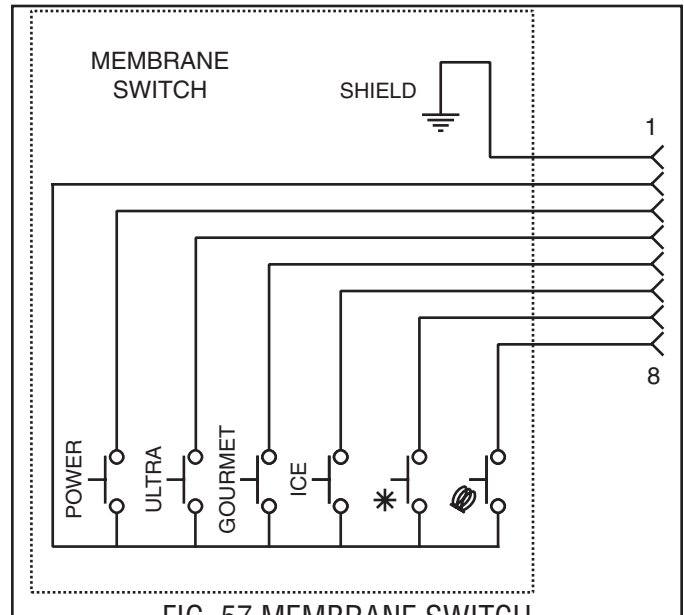 MEMBRANE
SWITCH
SHIELD
1
8
POWER
ULTRA
GOURMET
ICE
FIG. 57 MEMBRANE SWITCH